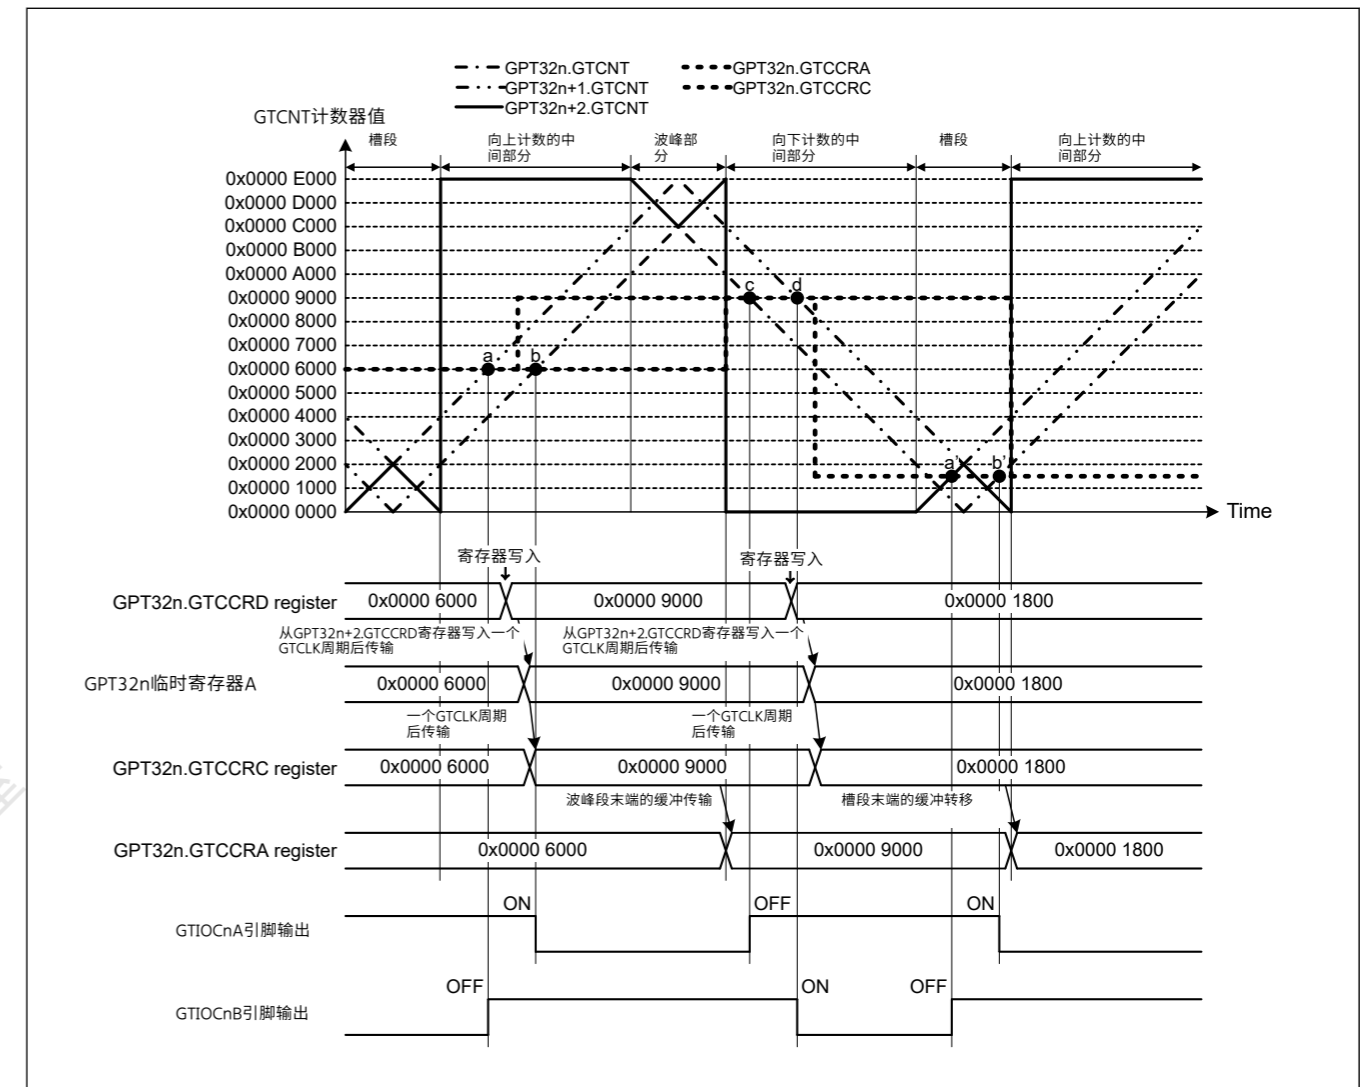 GPT32n.GTCNT
GPT32n.GTCCRA
GPT32n+1.GTCNT
GPT32n.GTCCRC
GPT32n+2.GTCNT
GTCNT计数器值
槽段
向上计数的中
间部分
波峰部
分
向下计数的中
间部分
槽段
向上计数的中
间部分
0x0000 E000
0x0000 D000
0x0000 C000
0x0000 B000
0x0000 A000
0x0000 9000
0x0000 8000
0x0000 7000
0x0000 6000
0x0000 5000
0x0000 4000
0x0000 3000
0x0000 2000
0x0000 1000
0x0000 0000
a
b
c
d
a'
b'
Time
寄存器写入
寄存器写入
GPT32n.GTCCRD register
0x0000 6000
0x0000 9000
0x0000 1800
从GPT32n+2.GTCCRD寄存器写入一个
GTCLK周期后传输
从GPT32n+2.GTCCRD寄存器写入一个
GTCLK周期后传输
GPT32n临时寄存器A
0x0000 6000
0x0000 9000
0x0000 1800
一个GTCLK周期
后传输
一个GTCLK周期
后传输
GPT32n.GTCCRC register
0x0000 6000
0x0000 9000
0x0000 1800
波峰段末端的缓冲传输
槽段末端的缓冲转移
GPT32n.GTCCRA register
0x0000 6000
0x0000 9000
0x0000 1800
GTIOCnA引脚输出
ON
OFF
ON
GTIOCnB引脚输出
OFF
ON
OFF